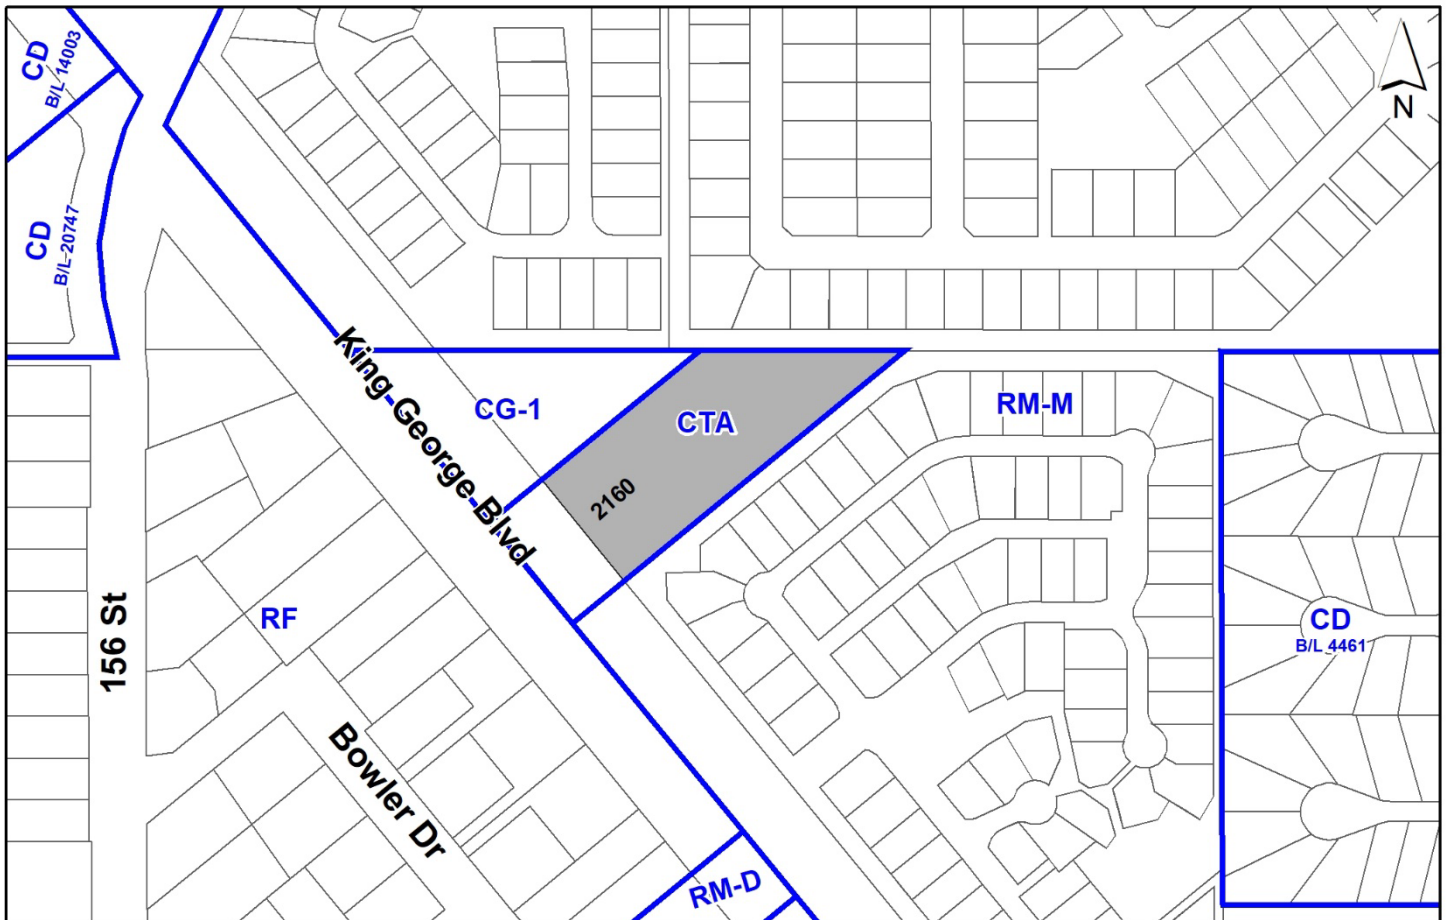 CD
B/L 14003
N
CD
B/L 20747
King George Blvd
CG-1
CTA
RM-M
2160
156 St
RF
CD
B/L 4461
Bowler Dr
RM-D